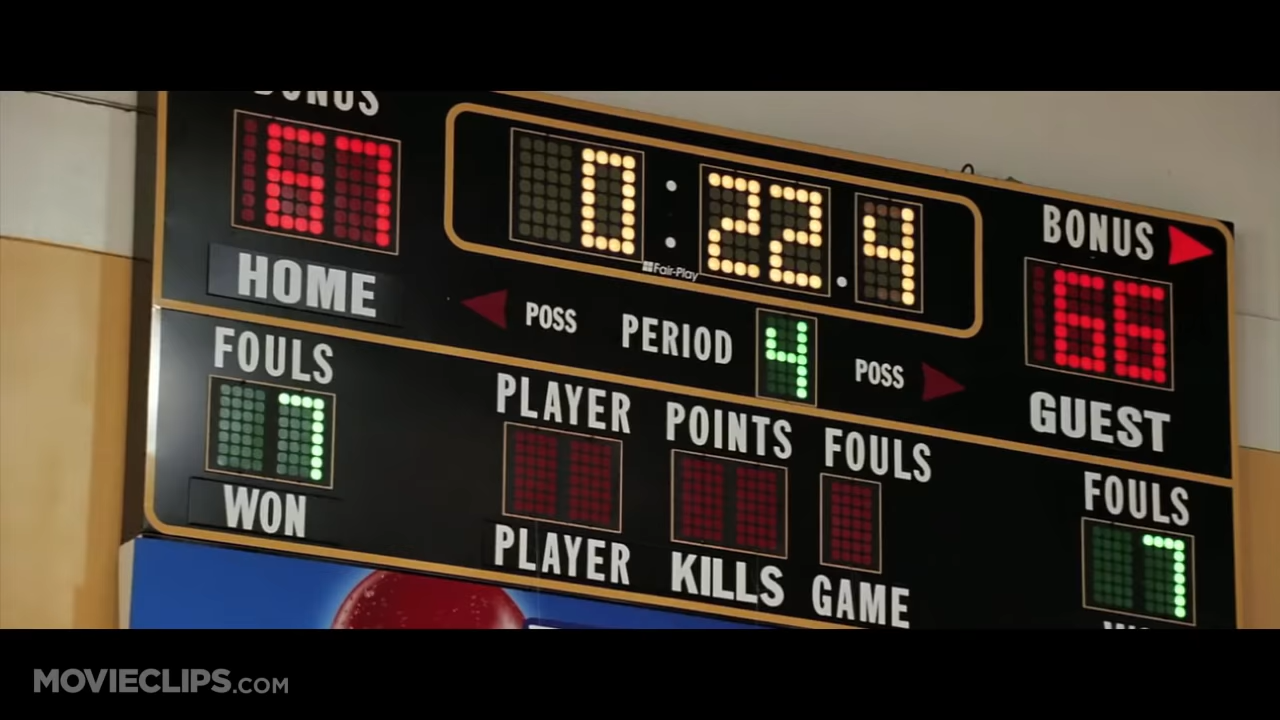 BONUS
67 0:22.4
Fair-Play
BONUS
66
HOME
POSS PERIOD 4 POSS
GUEST
FOULS PLAYER POINTS FOULS FOULS
7 7
WON PLAYER KILLS GAME
MOVIECLIPS.COM